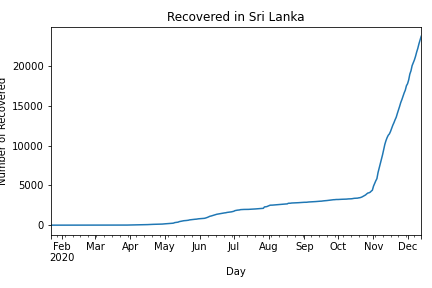 Recovered in Sri Lanka
Number of Recovered
20000
15000
10000
5000
0
Feb Mar Apr May Jun Jul Aug Sep Oct Nov Dec
2020
Day